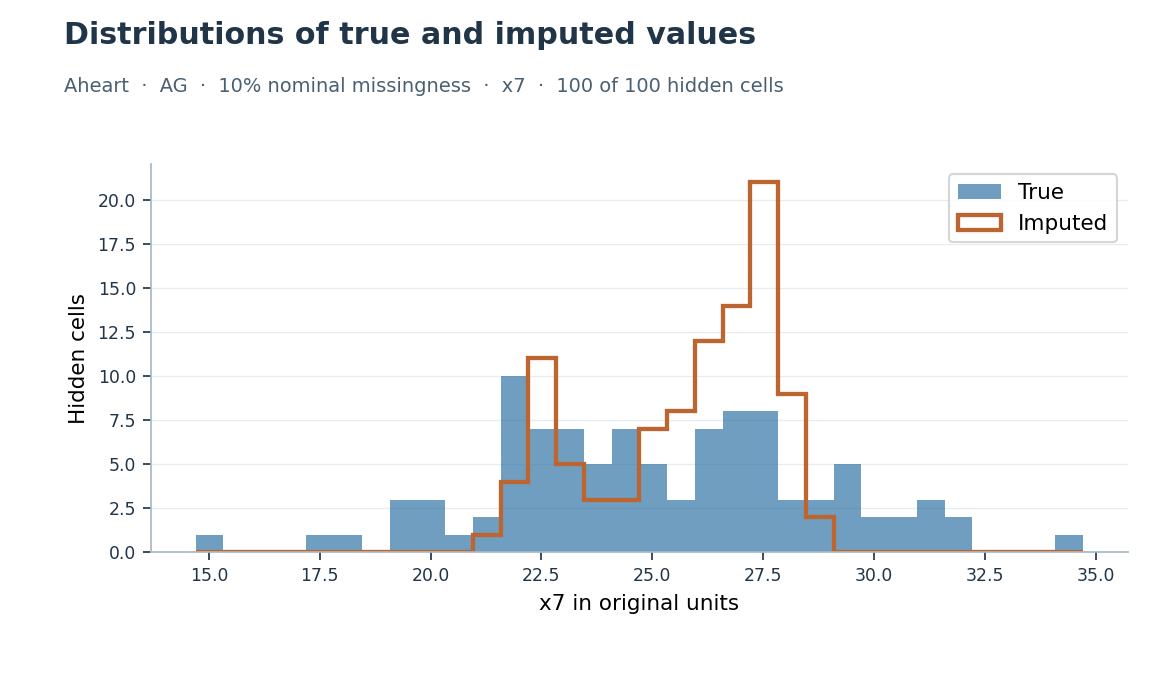 Distributions of true and imputed values
Aheart · AG · 10% nominal missingness · x7 · 100 of 100 hidden cells
True
Imputed
Hidden cells
20.0
17.5
15.0
12.5
10.0
7.5
5.0
2.5
0.0
15.0 17.5 20.0 22.5 25.0 27.5 30.0 32.5 35.0
x7 in original units